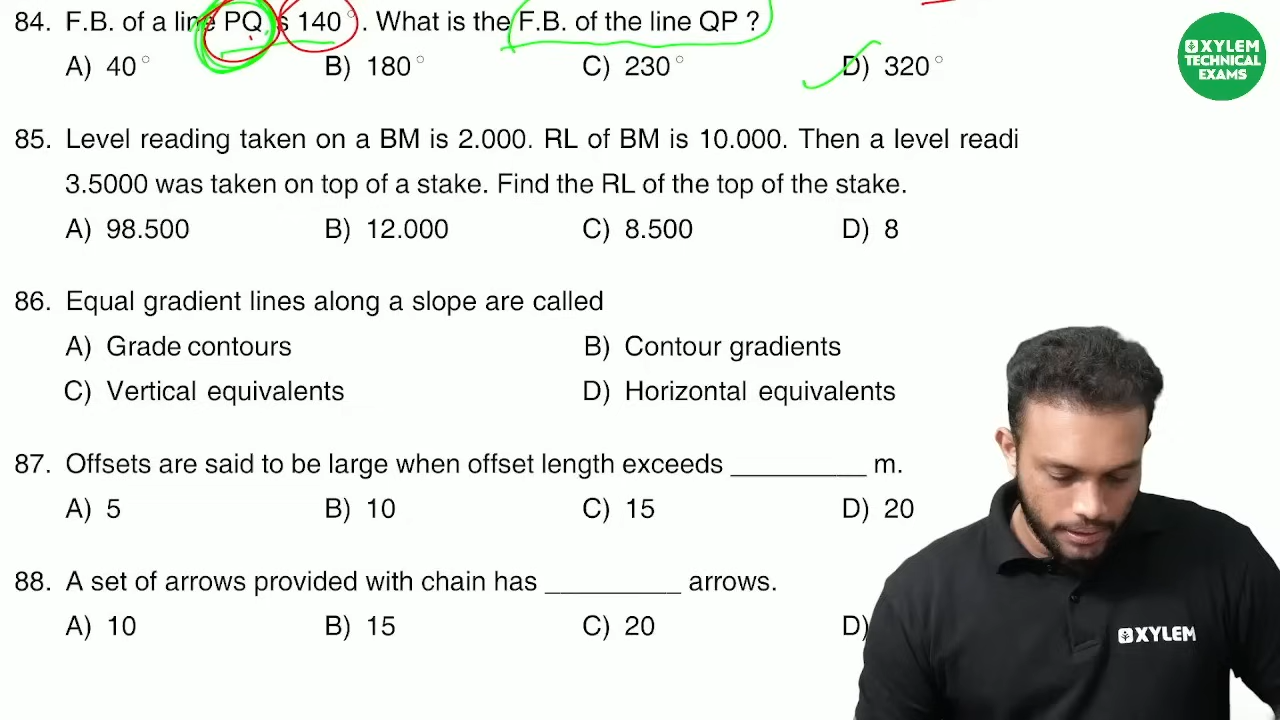 84. F.B. of a line PQ is 140°. What is the F.B. of the line QP ?
A) 40° B) 180° C) 230° D) 320°
85. Level reading taken on a BM is 2.000. RL of BM is 10.000. Then a level readi
3.5000 was taken on top of a stake. Find the RL of the top of the stake.
A) 98.500 B) 12.000 C) 8.500 D) 8
86. Equal gradient lines along a slope are called
A) Grade contours B) Contour gradients
C) Vertical equivalents D) Horizontal equivalents
87. Offsets are said to be large when offset length exceeds _________ m.
A) 5 B) 10 C) 15 D) 20
88. A set of arrows provided with chain has _________ arrows.
A) 10 B) 15 C) 20 D)
XYLEM
TECHNICAL
EXAMS
XYLEM